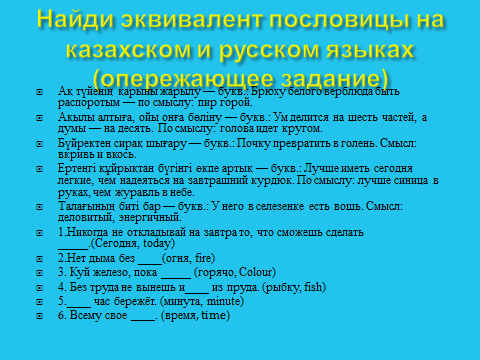 Найди эквивалент пословицы на
казахском и русском языках
(опережающее задание)
Ақ түйенің қарыны жарылу — букв.: Брюху белого верблюда быть
распоротым — по смыслу: пир горой.
Ақылы алтыға, ойы онға бөліну — букв.: Ум делится на шесть частей, а
думы — на десять. По смыслу: голова идет кругом.
Бүйректен сирақ шығару — букв.: Почку превратить в голень. Смысл:
вкривь и вкось.
Ертеңгі құйрықтан бүгінгі өкпе артық — букв.: Лучше иметь сегодня
легкие, чем надеяться на завтрашний курдюк. По смыслу: лучше синица в
руках, чем журавль в небе.
Талағының биті бар — букв.: У него в селезенке есть вошь. Смысл:
деловитый, энергичный.
1.Никогда не откладывай на завтра то, что сможешь сделать
_____.(Сегодня, today)
2.Нет дыма без ____(огня, fire)
3. Куй железо, пока _____ (горячо, Colour)
4. Без труда не вынешь и____ из пруда. (рыбку, fish)
5.____ час бережёт. (минута, minute)
6. Всему свое ____. (время, time)